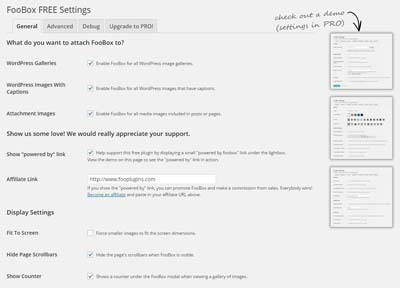 FooBox FREE Settings
check out a demo
(settings in PRO)
General Advanced Debug Upgrade to PRO!
What do you want to attach FooBox to?
WordPress Galleries
Enable FooBox for all WordPress image galleries.
WordPress Images With Captions
Enable FooBox for all WordPress images that have captions.
Attachment Images
Enable FooBox for all media images included in posts or pages.
Show us some love! We would really appreciate your support.
Show "powered by" link
Help support this free plugin by displaying a small "powered by foobox" link under the lightbox.
View the demo on this page to see the "powered by" link in action.
Affiliate Link
http://www.fooplugins.com
If you show the "powered by" link, you can promote FooBox and make a commission from sales. Everybody wins!
Become an affiliate and paste in your affiliate URL above.
Display Settings
Fit To Screen
Force smaller images to fit the screen dimensions.
Hide Page Scrollbars
Hide the page's scrollbars when FooBox is visible.
Show Counter
Shows a counter under the FooBox modal when viewing a gallery of images.